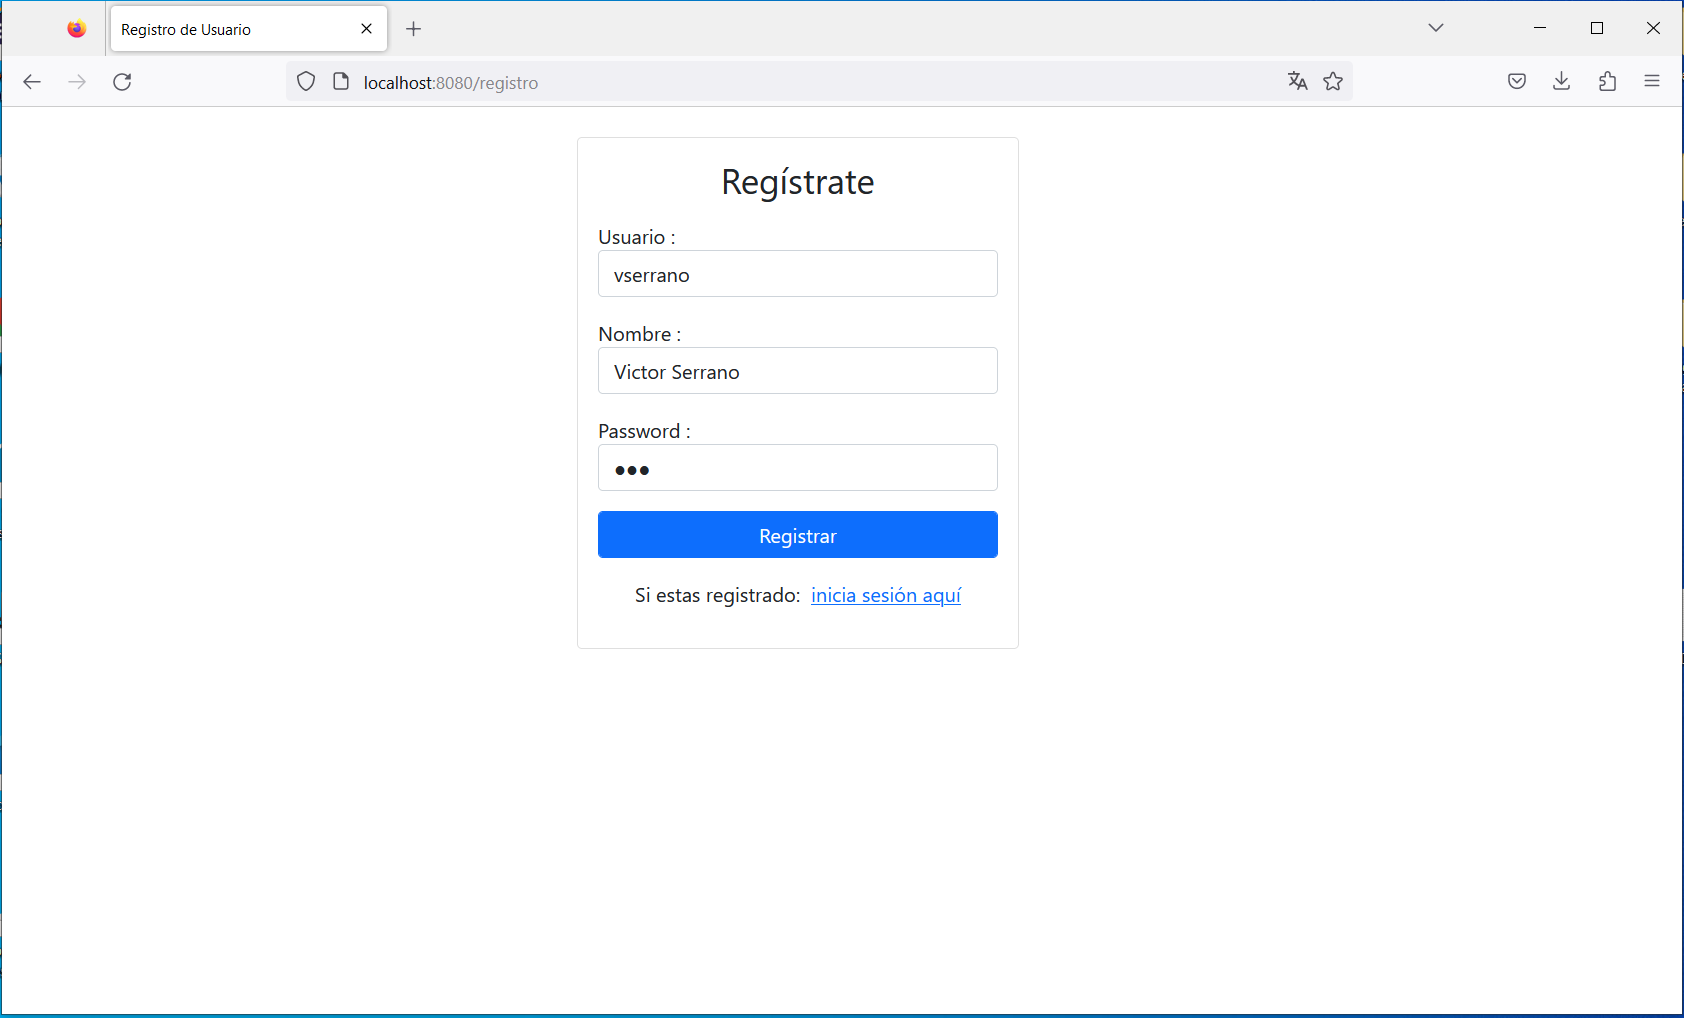 Registro de Usuario
localhost:8080/registro
Regístrate
Usuario :
vserrano
Nombre :
Victor Serrano
Password :
●●●
Registrar
Si estas registrado: inicia sesión aquí